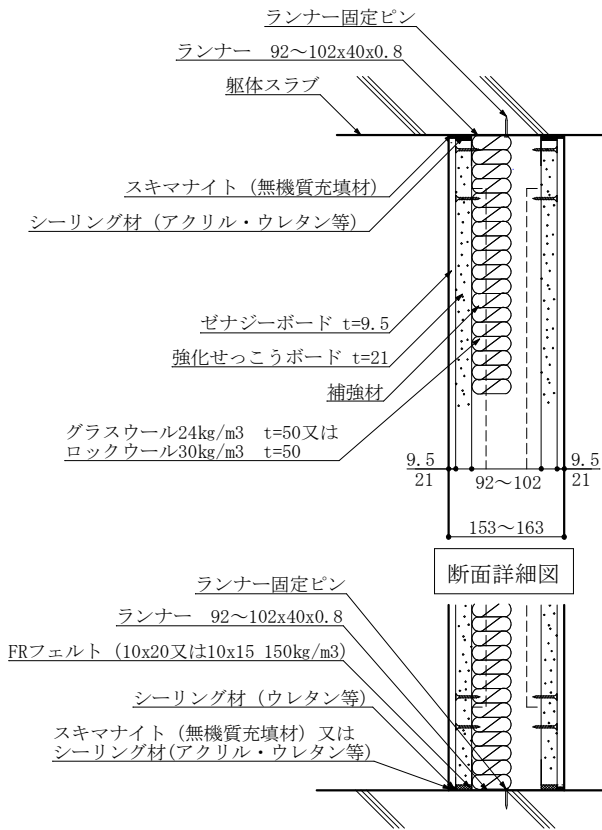 ランナー固定ピン
ランナー 92～102x40x0.8
躯体スラブ
スキマナイト（無機質充填材）
シーリング材（アクリル・ウレタン等）
ゼナジーボード t=9.5
強化せっこうボード t=21
補強材
グラスウール24kg/m3 t=50又は
ロックウール30kg/m3 t=50
9.5
21
92～102
9.5
21
153～163
断面詳細図
ランナー固定ピン
ランナー 92～102x40x0.8
FRフェルト（10x20又は10x15 150kg/m3）
シーリング材（ウレタン等）
スキマナイト（無機質充填材）又は
シーリング材(アクリル・ウレタン等）